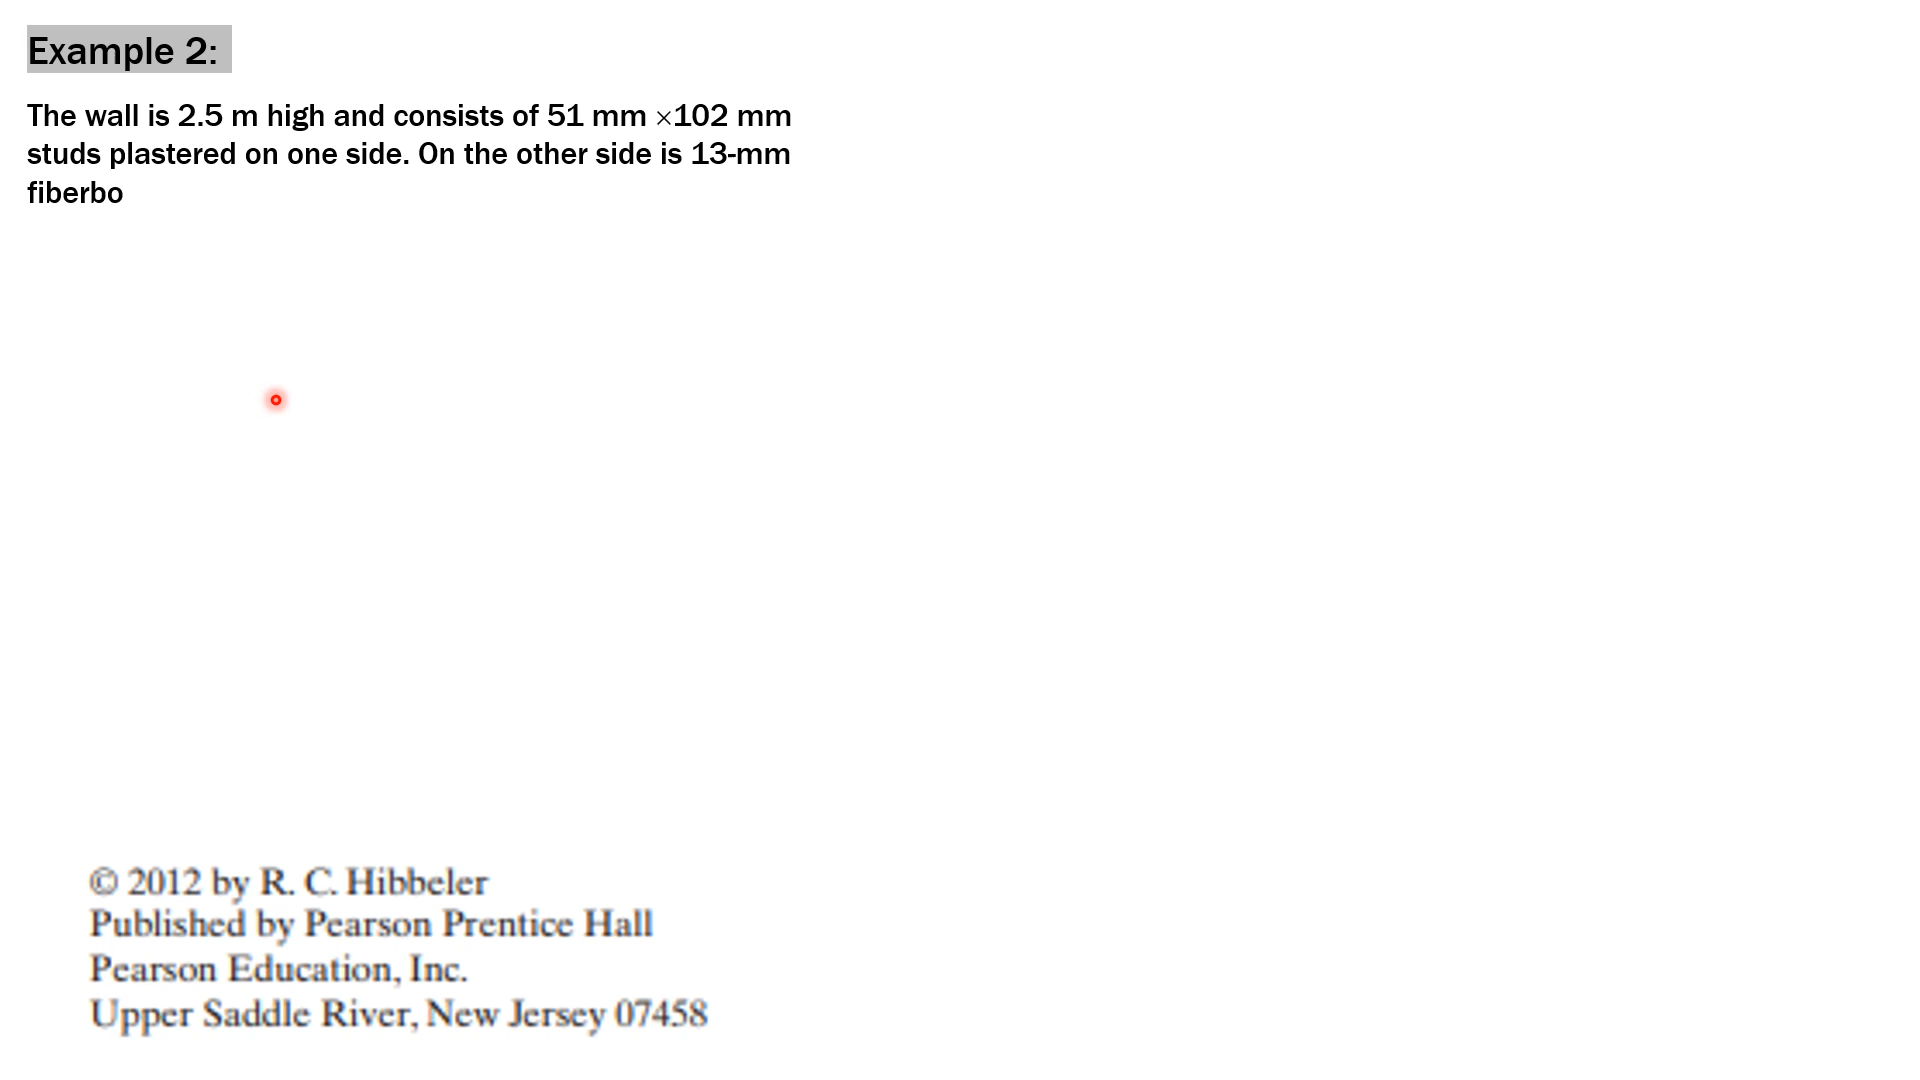 Example 2:
The wall is 2.5 m high and consists of 51 mm ×102 mm
studs plastered on one side. On the other side is 13-mm
fiberbo
© 2012 by R. C. Hibbeler
Published by Pearson Prentice Hall
Pearson Education, Inc.
Upper Saddle River, New Jersey 07458